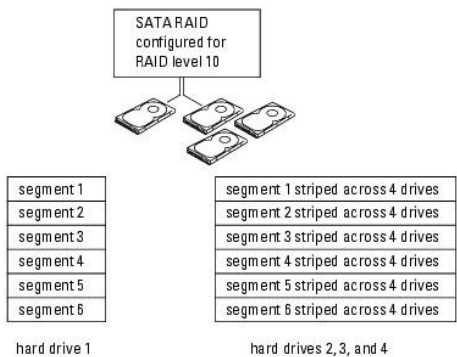 SATA RAID
configured for
RAID level 10
segment 1
segment 2
segment 3
segment 4
segment 5
segment 6
hard drive 1
segment 1 striped across 4 drives
segment 2 striped across 4 drives
segment 3 striped across 4 drives
segment 4 striped across 4 drives
segment 5 striped across 4 drives
segment 6 striped across 4 drives
hard drives 2, 3, and 4